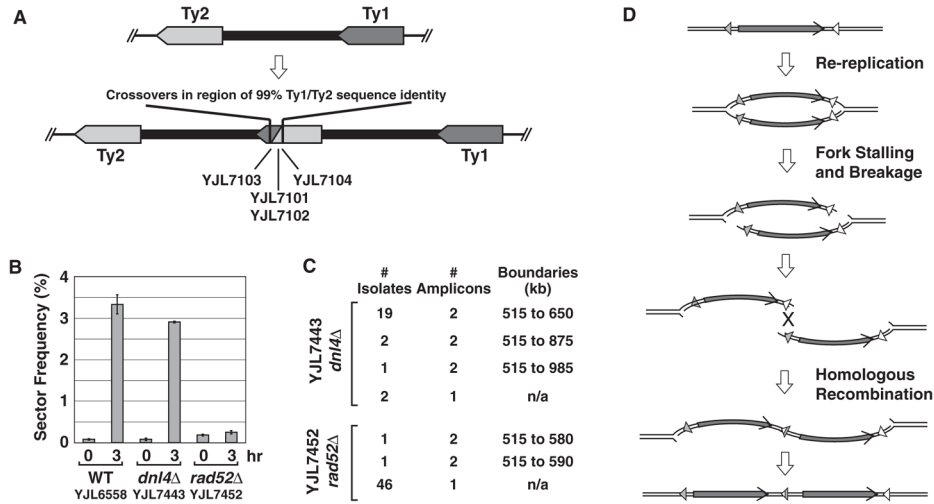 A
Ty2
Ty1
Crossovers in region of 99% Ty1/Ty2 sequence identity
Ty2
Ty1
YJL7103
YJL7104
YJL7101
YJL7102
B
Sector Frequency (%)
4
3
2
1
0
0 3 0 3 0 3 hr
WT dnl4Δ rad52Δ
YJL6558 YJL7443 YJL7452
C
# Isolates # Amplicons Boundaries (kb)
YJL7443 dnl4Δ
19 2 515 to 650
2 2 515 to 875
1 2 515 to 985
2 1 n/a
YJL7452 rad52Δ
1 2 515 to 580
1 2 515 to 590
46 1 n/a
D
Re-replication
Fork Stalling
and Breakage
X
Homologous
Recombination